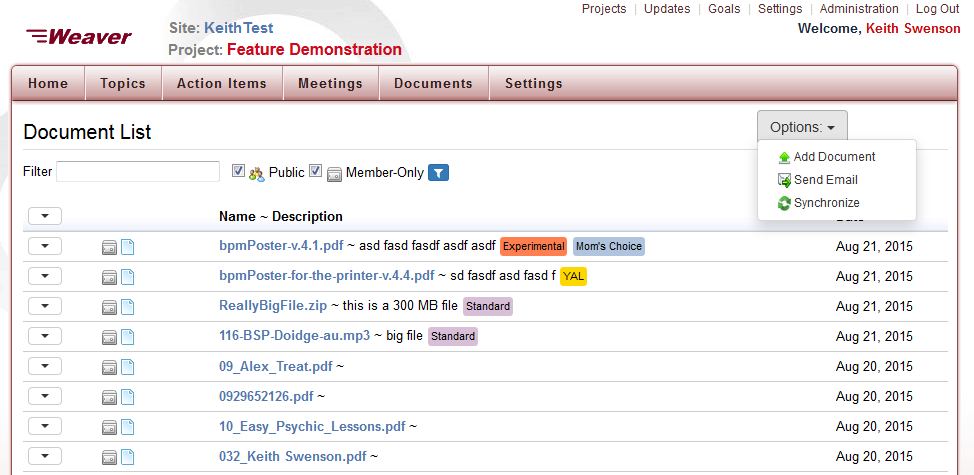 Projects | Updates | Goals | Settings | Administration | Log Out
Weaver
Site: KeithTest
Welcome, Keith Swenson
Project: Feature Demonstration
Home Topics Action Items Meetings Documents Settings
Document List
Options:
Add Document
Send Email
Synchronize
Filter Public Member-Only
Name ~ Description
bpmPoster-v.4.1.pdf ~ asd fasd fasdf asdf asdf Experimental Mom's Choice Aug 21, 2015
bpmPoster-for-the-printer-v.4.4.pdf ~ sd fasdf asd fasd f YAL Aug 21, 2015
ReallyBigFile.zip ~ this is a 300 MB file Standard Aug 21, 2015
116-BSP-Doidge-au.mp3 ~ big file Standard Aug 21, 2015
09_Alex_Treat.pdf ~ Aug 20, 2015
0929652126.pdf ~ Aug 20, 2015
10_Easy_Psychic_Lessons.pdf ~ Aug 20, 2015
032_Keith Swenson.pdf ~ Aug 20, 2015